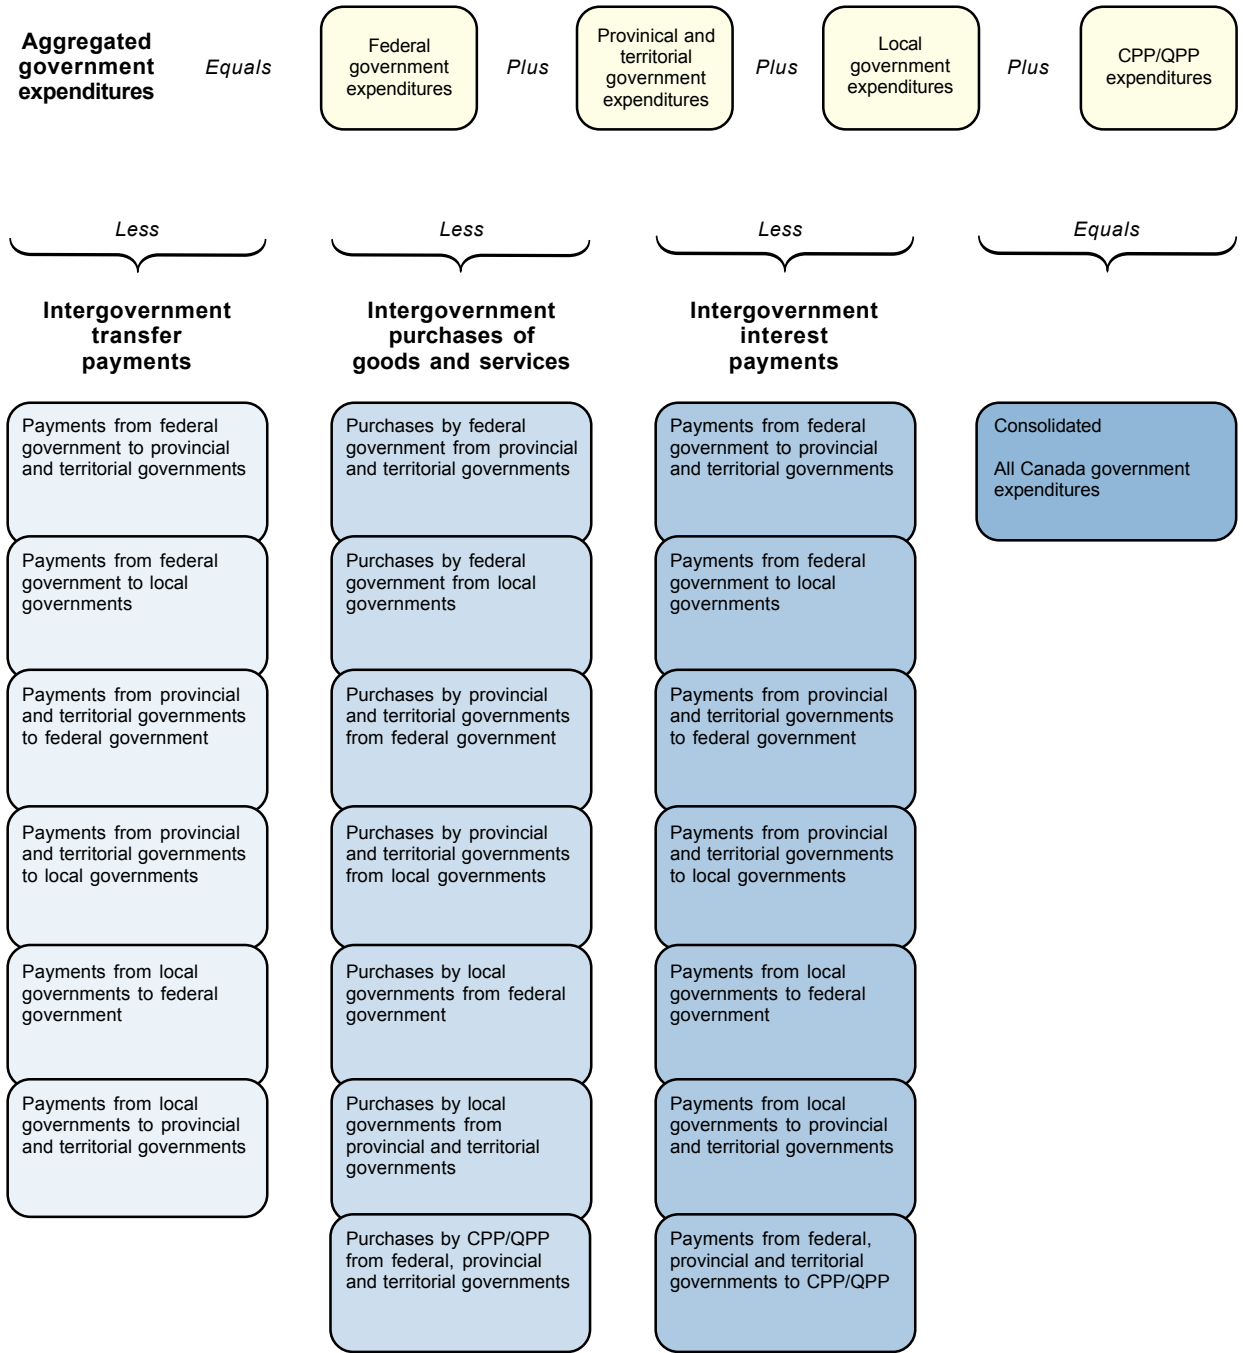 Aggregated
government
expenditures
Equals
Federal
government
expenditures
Plus
Provinical and
territorial
government
expenditures
Plus
Local
government
expenditures
Plus
CPP/QPP
expenditures
Less
Less
Less
Equals
Intergovernment
transfer
payments
Intergovernment
purchases of
goods and services
Intergovernment
interest
payments
Payments from federal
government to provincial
and territorial governments
Payments from federal
government to local
governments
Payments from provincial
and territorial governments
to federal government
Payments from provincial
and territorial governments
to local governments
Payments from local
governments to federal
government
Payments from local
governments to provincial
and territorial governments
Purchases by federal
government from provincial
and territorial governments
Purchases by federal
government from local
governments
Purchases by provincial
and territorial governments
from federal government
Purchases by provincial
and territorial governments
from local governments
Purchases by local
governments from federal
government
Purchases by local
governments from
provincial and territorial
governments
Purchases by CPP/QPP
from federal, provincial
and territorial governments
Payments from federal
government to provincial
and territorial governments
Payments from federal
government to local
governments
Payments from provincial
and territorial governments
to federal government
Payments from provincial
and territorial governments
to local governments
Payments from local
governments to federal
government
Payments from local
governments to provincial
and territorial governments
Payments from federal,
provincial and territorial
governments to CPP/QPP
Consolidated
All Canada government
expenditures